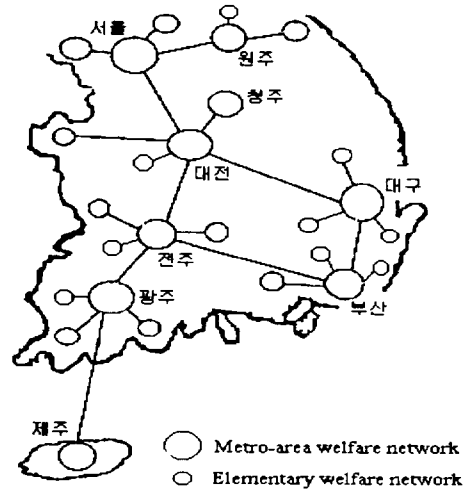 서울
원주
청주
대전
대구
전주
부산
광주
제주
Metro-area welfare network
Elementary welfare network